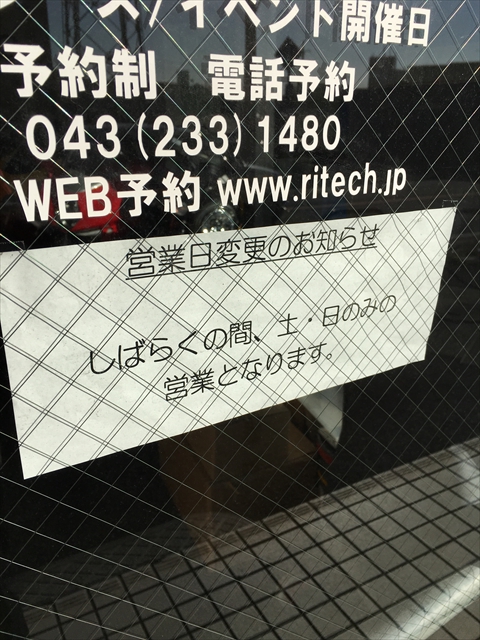 ス/イベント開催日
予約制 電話予約
043(233)1480
WEB予約 www.ritech.jp
営業日変更のお知らせ
しばらくの間、土・日のみの
営業となります。